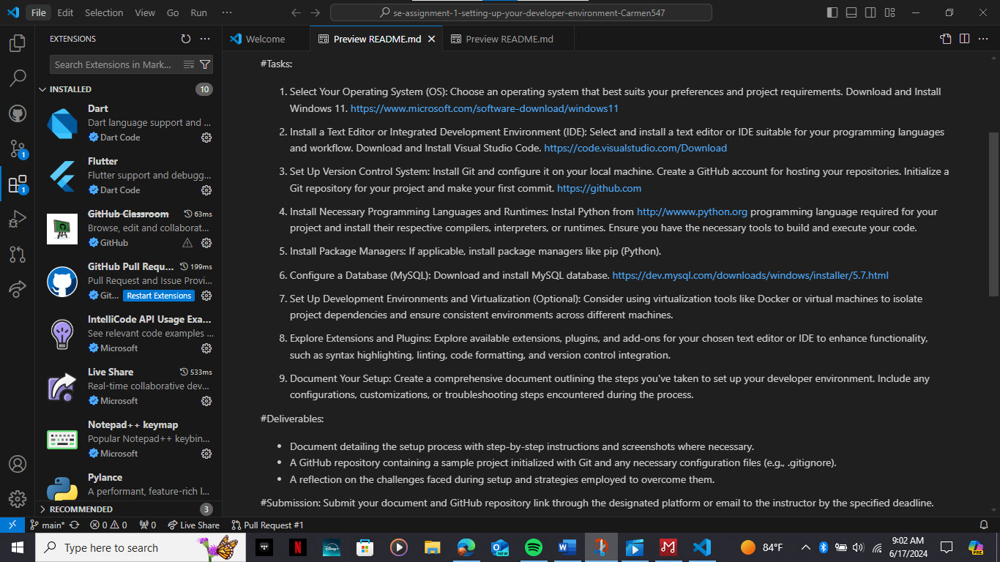 File Edit Selection View Go Run ···
se-assignment-1-setting-up-your-developer-environment-Carmen547
EXTENSIONS
Welcome
Preview README.md
Preview README.md
Search Extensions in Mark...
INSTALLED 10
Dart
Dart language support and ...
Dart Code
Flutter
Flutter support and debugg...
Dart Code
GitHub Classroom 63ms
Browse, edit and collaborat...
GitHub
GitHub Pull Requ... 199ms
Pull Request and Issue Provi...
Git... Restart Extensions
IntelliCode API Usage Exa...
See relevant code examples ...
Microsoft
Live Share 533ms
Real-time collaborative dev...
Microsoft
Notepad++ keymap
Popular Notepad++ keybin...
Microsoft
Pylance
A performant, feature-rich l...
RECOMMENDED 3
1
1
#Tasks:
1. Select Your Operating System (OS): Choose an operating system that best suits your preferences and project requirements. Download and Install
Windows 11. https://www.microsoft.com/software-download/windows11
2. Install a Text Editor or Integrated Development Environment (IDE): Select and install a text editor or IDE suitable for your programming languages
and workflow. Download and Install Visual Studio Code. https://code.visualstudio.com/Download
3. Set Up Version Control System: Install Git and configure it on your local machine. Create a GitHub account for hosting your repositories. Initialize a
Git repository for your project and make your first commit. https://github.com
4. Install Necessary Programming Languages and Runtimes: Instal Python from http://wwww.python.org programming language required for your
project and install their respective compilers, interpreters, or runtimes. Ensure you have the necessary tools to build and execute your code.
5. Install Package Managers: If applicable, install package managers like pip (Python).
6. Configure a Database (MySQL): Download and install MySQL database. https://dev.mysql.com/downloads/windows/installer/5.7.html
7. Set Up Development Environments and Virtualization (Optional): Consider using virtualization tools like Docker or virtual machines to isolate
project dependencies and ensure consistent environments across different machines.
8. Explore Extensions and Plugins: Explore available extensions, plugins, and add-ons for your chosen text editor or IDE to enhance functionality,
such as syntax highlighting, linting, code formatting, and version control integration.
9. Document Your Setup: Create a comprehensive document outlining the steps you've taken to set up your developer environment. Include any
configurations, customizations, or troubleshooting steps encountered during the process.
#Deliverables:
• Document detailing the setup process with step-by-step instructions and screenshots where necessary.
• A GitHub repository containing a sample project initialized with Git and any necessary configuration files (e.g., .gitignore).
• A reflection on the challenges faced during setup and strategies employed to overcome them.
#Submission: Submit your document and GitHub repository link through the designated platform or email to the instructor by the specified deadline.
main* 0 0 0 Live Share Pull Request #1
Type here to search
84°F
9:02 AM
6/17/2024